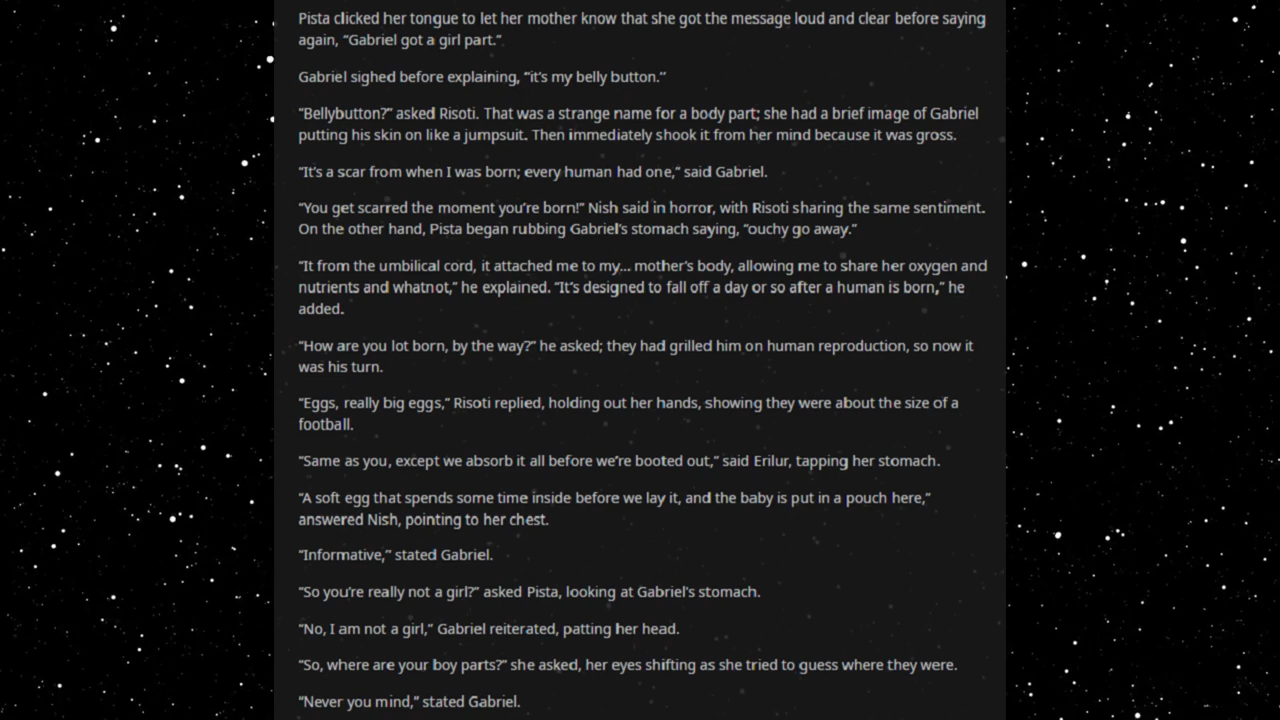 Pista clicked her tongue to let her mother know that she got the message loud and clear before saying
again, “Gabriel got a girl part.”
Gabriel sighed before explaining, “it’s my belly button.”
“Bellybutton?” asked Risoti. That was a strange name for a body part; she had a brief image of Gabriel
putting his skin on like a jumpsuit. Then immediately shook it from her mind because it was gross.
“It’s a scar from when I was born; every human had one,” said Gabriel.
“You get scarred the moment you’re born!” Nish said in horror, with Risoti sharing the same sentiment.
On the other hand, Pista began rubbing Gabriel’s stomach saying, “ouchy go away.”
“It from the umbilical cord, it attached me to my... mother’s body, allowing me to share her oxygen and
nutrients and whatnot,” he explained. “It’s designed to fall off a day or so after a human is born,” he
added.
“How are you lot born, by the way?” he asked; they had grilled him on human reproduction, so now it
was his turn.
“Eggs, really big eggs,” Risoti replied, holding out her hands, showing they were about the size of a
football.
“Same as you, except we absorb it all before we’re booted out,” said Erilur, tapping her stomach.
“A soft egg that spends some time inside before we lay it, and the baby is put in a pouch here,”
answered Nish, pointing to her chest.
“Informative,” stated Gabriel.
“So you’re really not a girl?” asked Pista, looking at Gabriel’s stomach.
“No, I am not a girl,” Gabriel reiterated, patting her head.
“So, where are your boy parts?” she asked, her eyes shifting as she tried to guess where they were.
“Never you mind,” stated Gabriel.